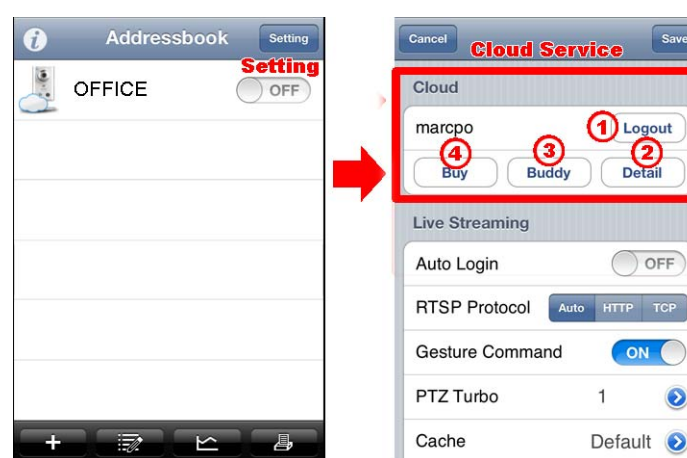 Addressbook Setting
Setting
OFFICE OFF
Cancel Cloud Service Save
Cloud
marcpo 1 Logout
4 3 2
Buy Buddy Detail
Live Streaming
Auto Login OFF
RTSP Protocol Auto HTTP TCP
Gesture Command ON
PTZ Turbo 1
Cache Default